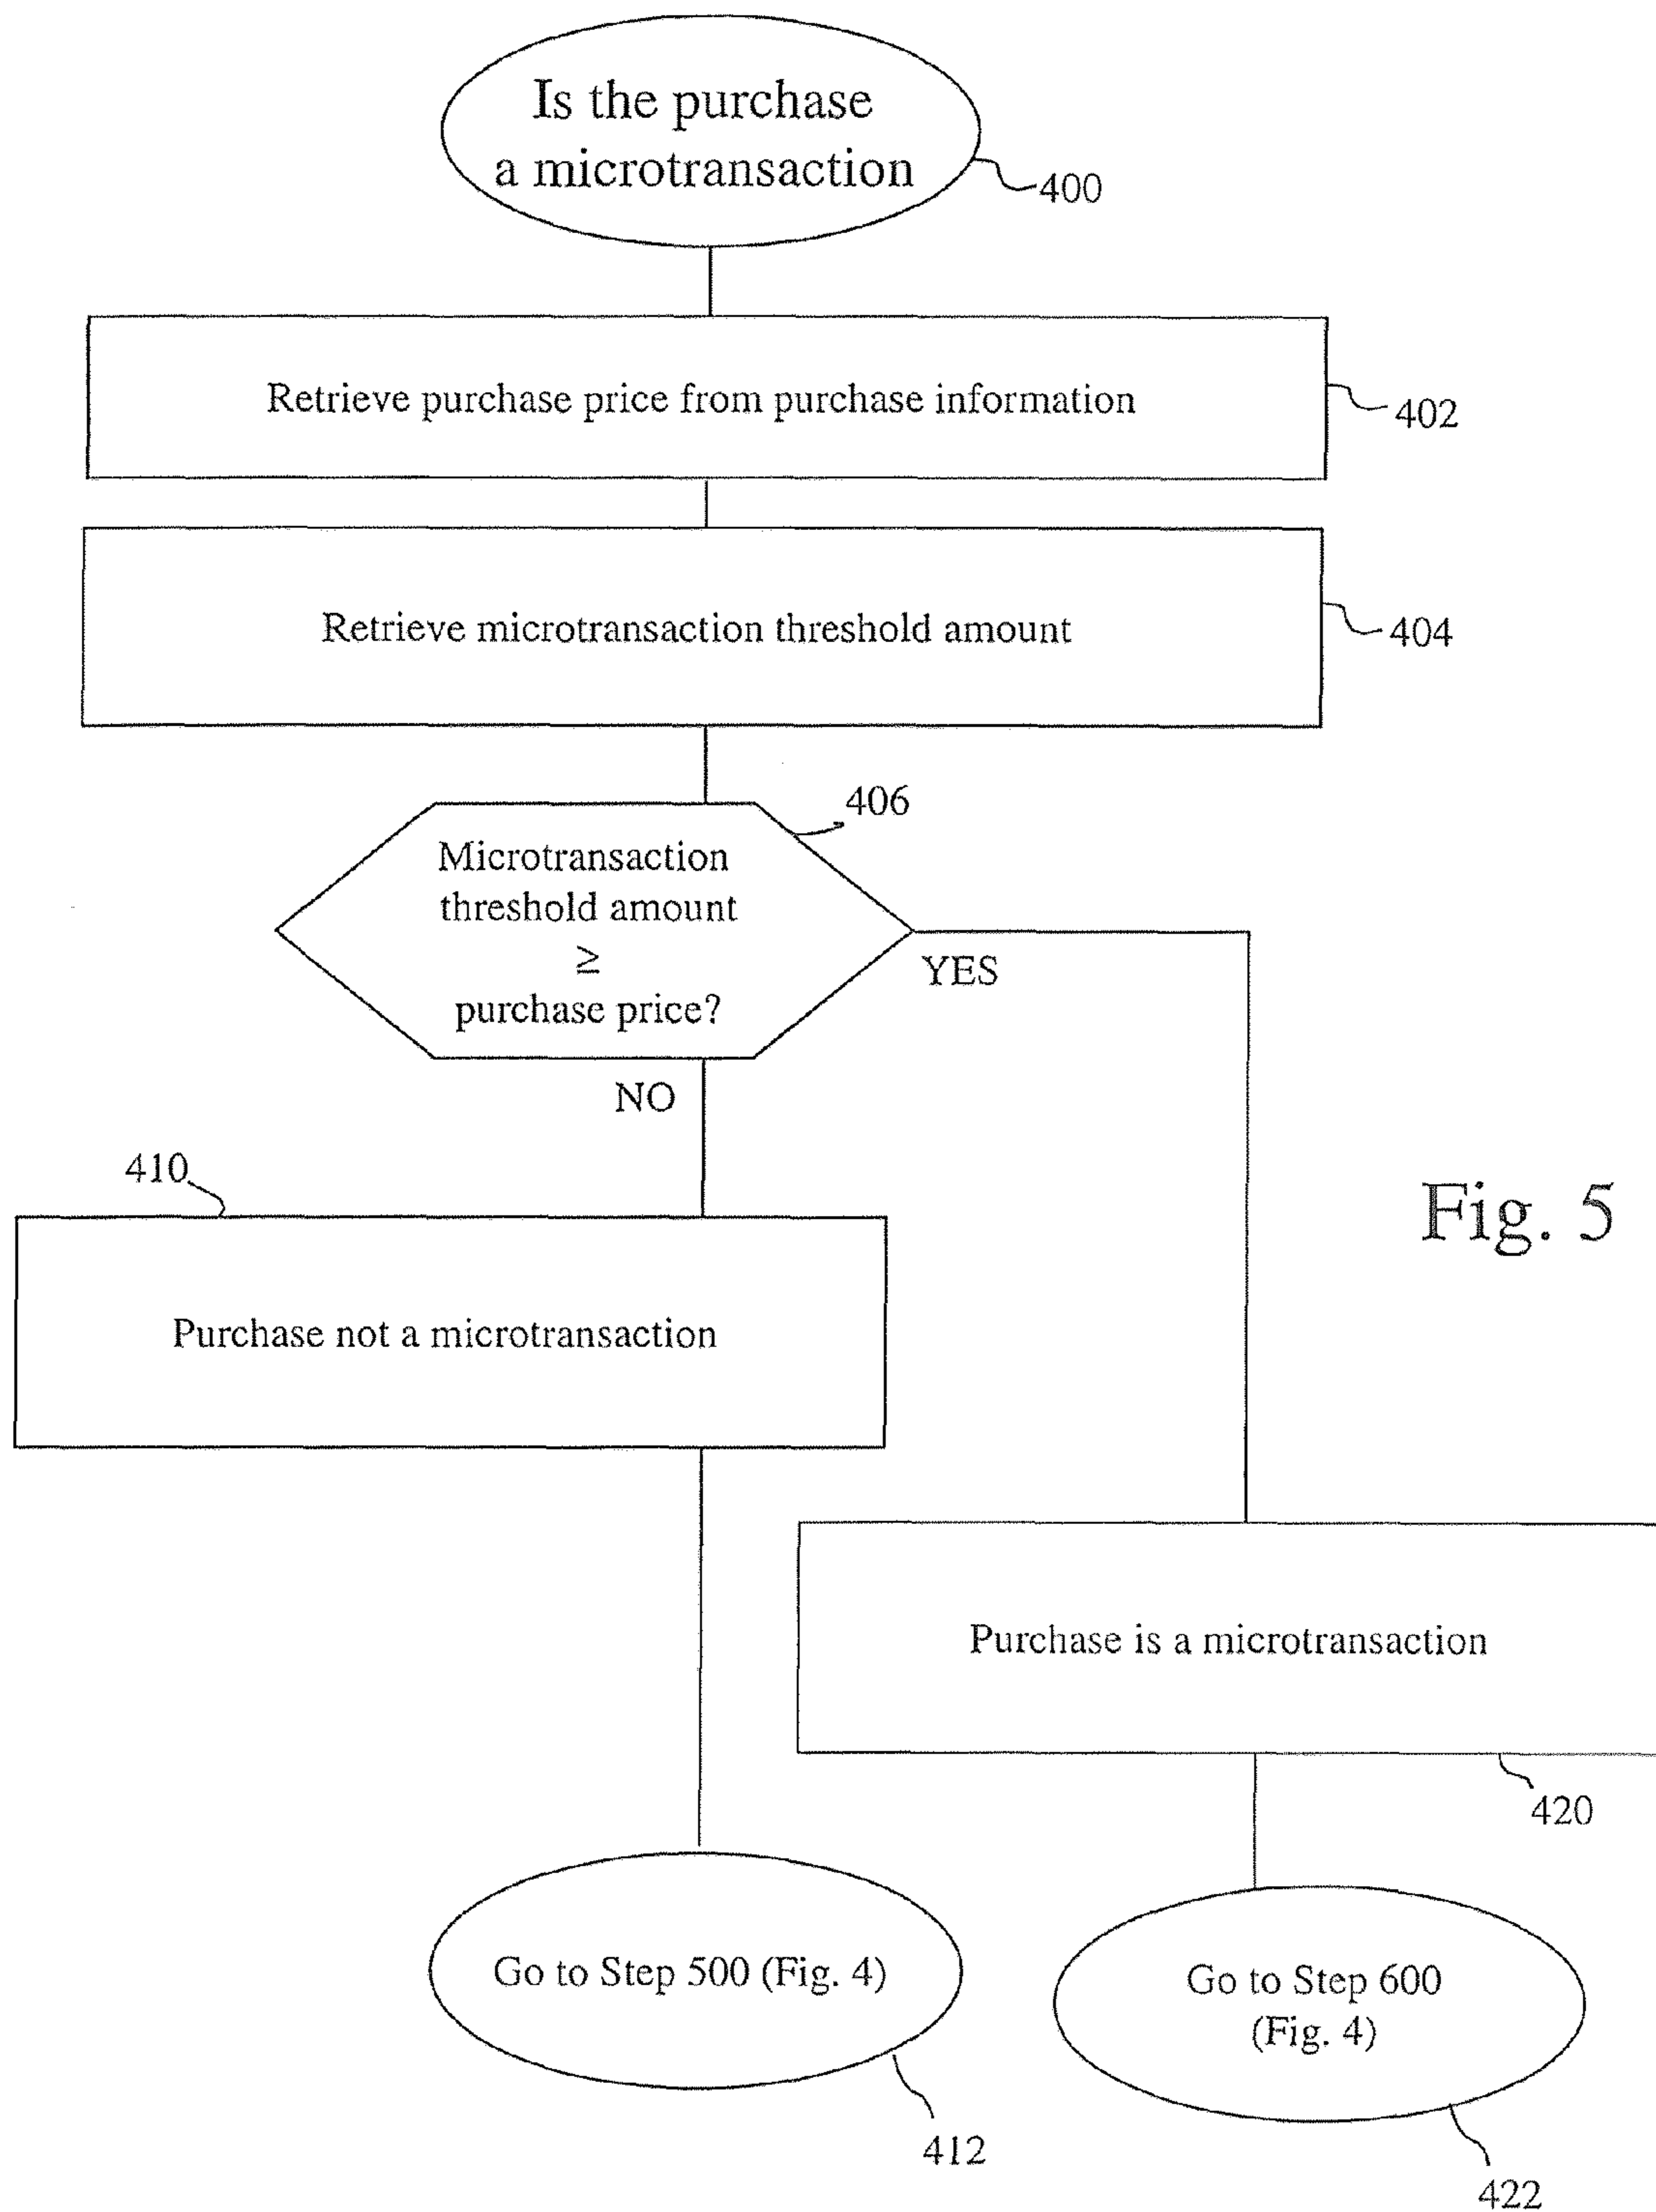 Is the purchase
a microtransaction
400
Retrieve purchase price from purchase information
402
Retrieve microtransaction threshold amount
404
406
Microtransaction
threshold amount
≥
purchase price?
YES
NO
410
Purchase not a microtransaction
Fig. 5
Purchase is a microtransaction
420
Go to Step 500 (Fig. 4)
412
Go to Step 600
(Fig. 4)
422